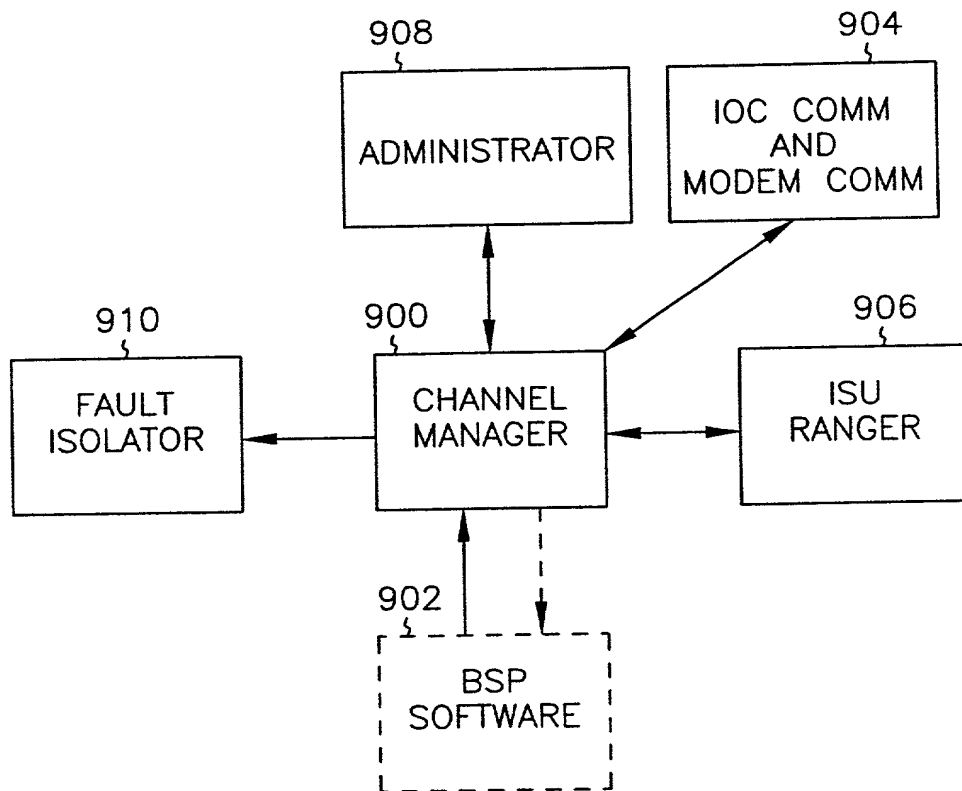 908
ADMINISTRATOR
904
IOC COMM
AND
MODEM COMM
910
FAULT
ISOLATOR
900
CHANNEL
MANAGER
906
ISU
RANGER
902
BSP
SOFTWARE